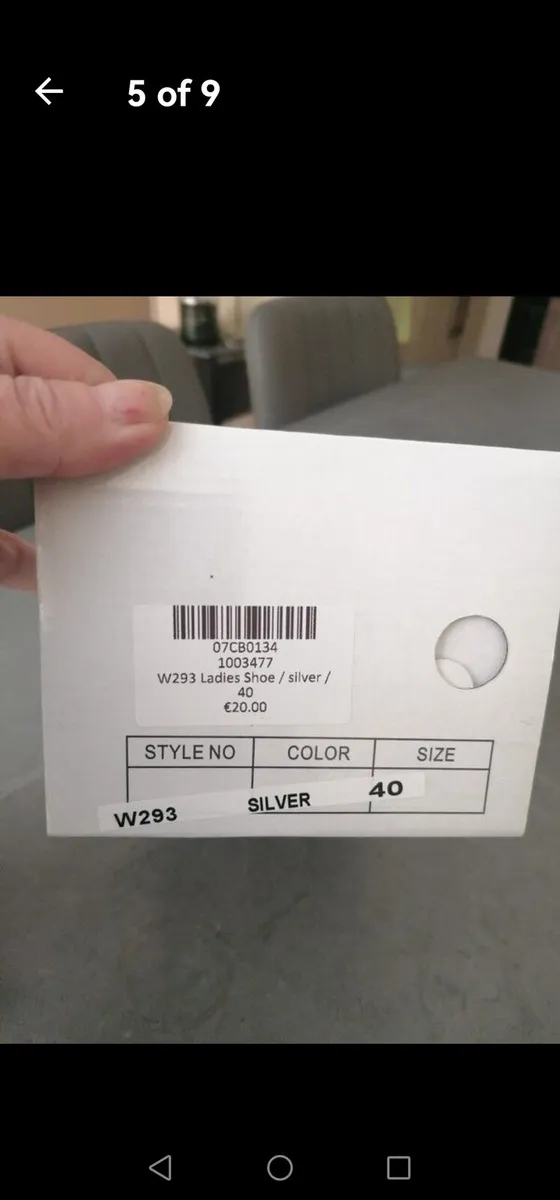 5 of 9
07CB0134
1003477
W293 Ladies Shoe / silver /
40
€20.00
STYLE NO COLOR SIZE
W293 SILVER 40